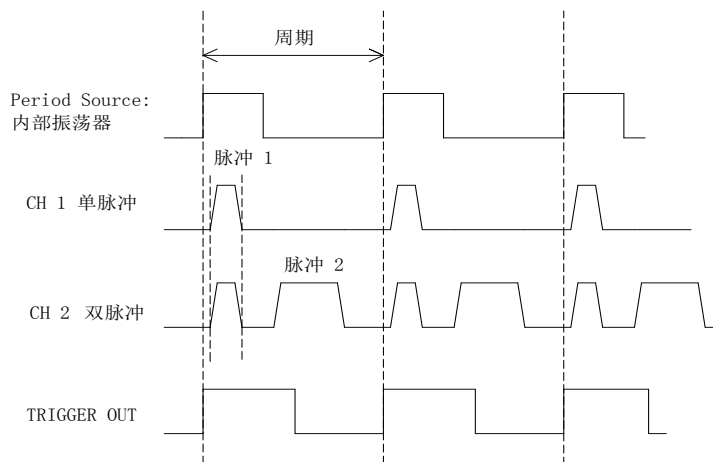 周期
Period Source:
内部振荡器
脉冲 1
CH 1 单脉冲
脉冲 2
CH 2 双脉冲
TRIGGER OUT